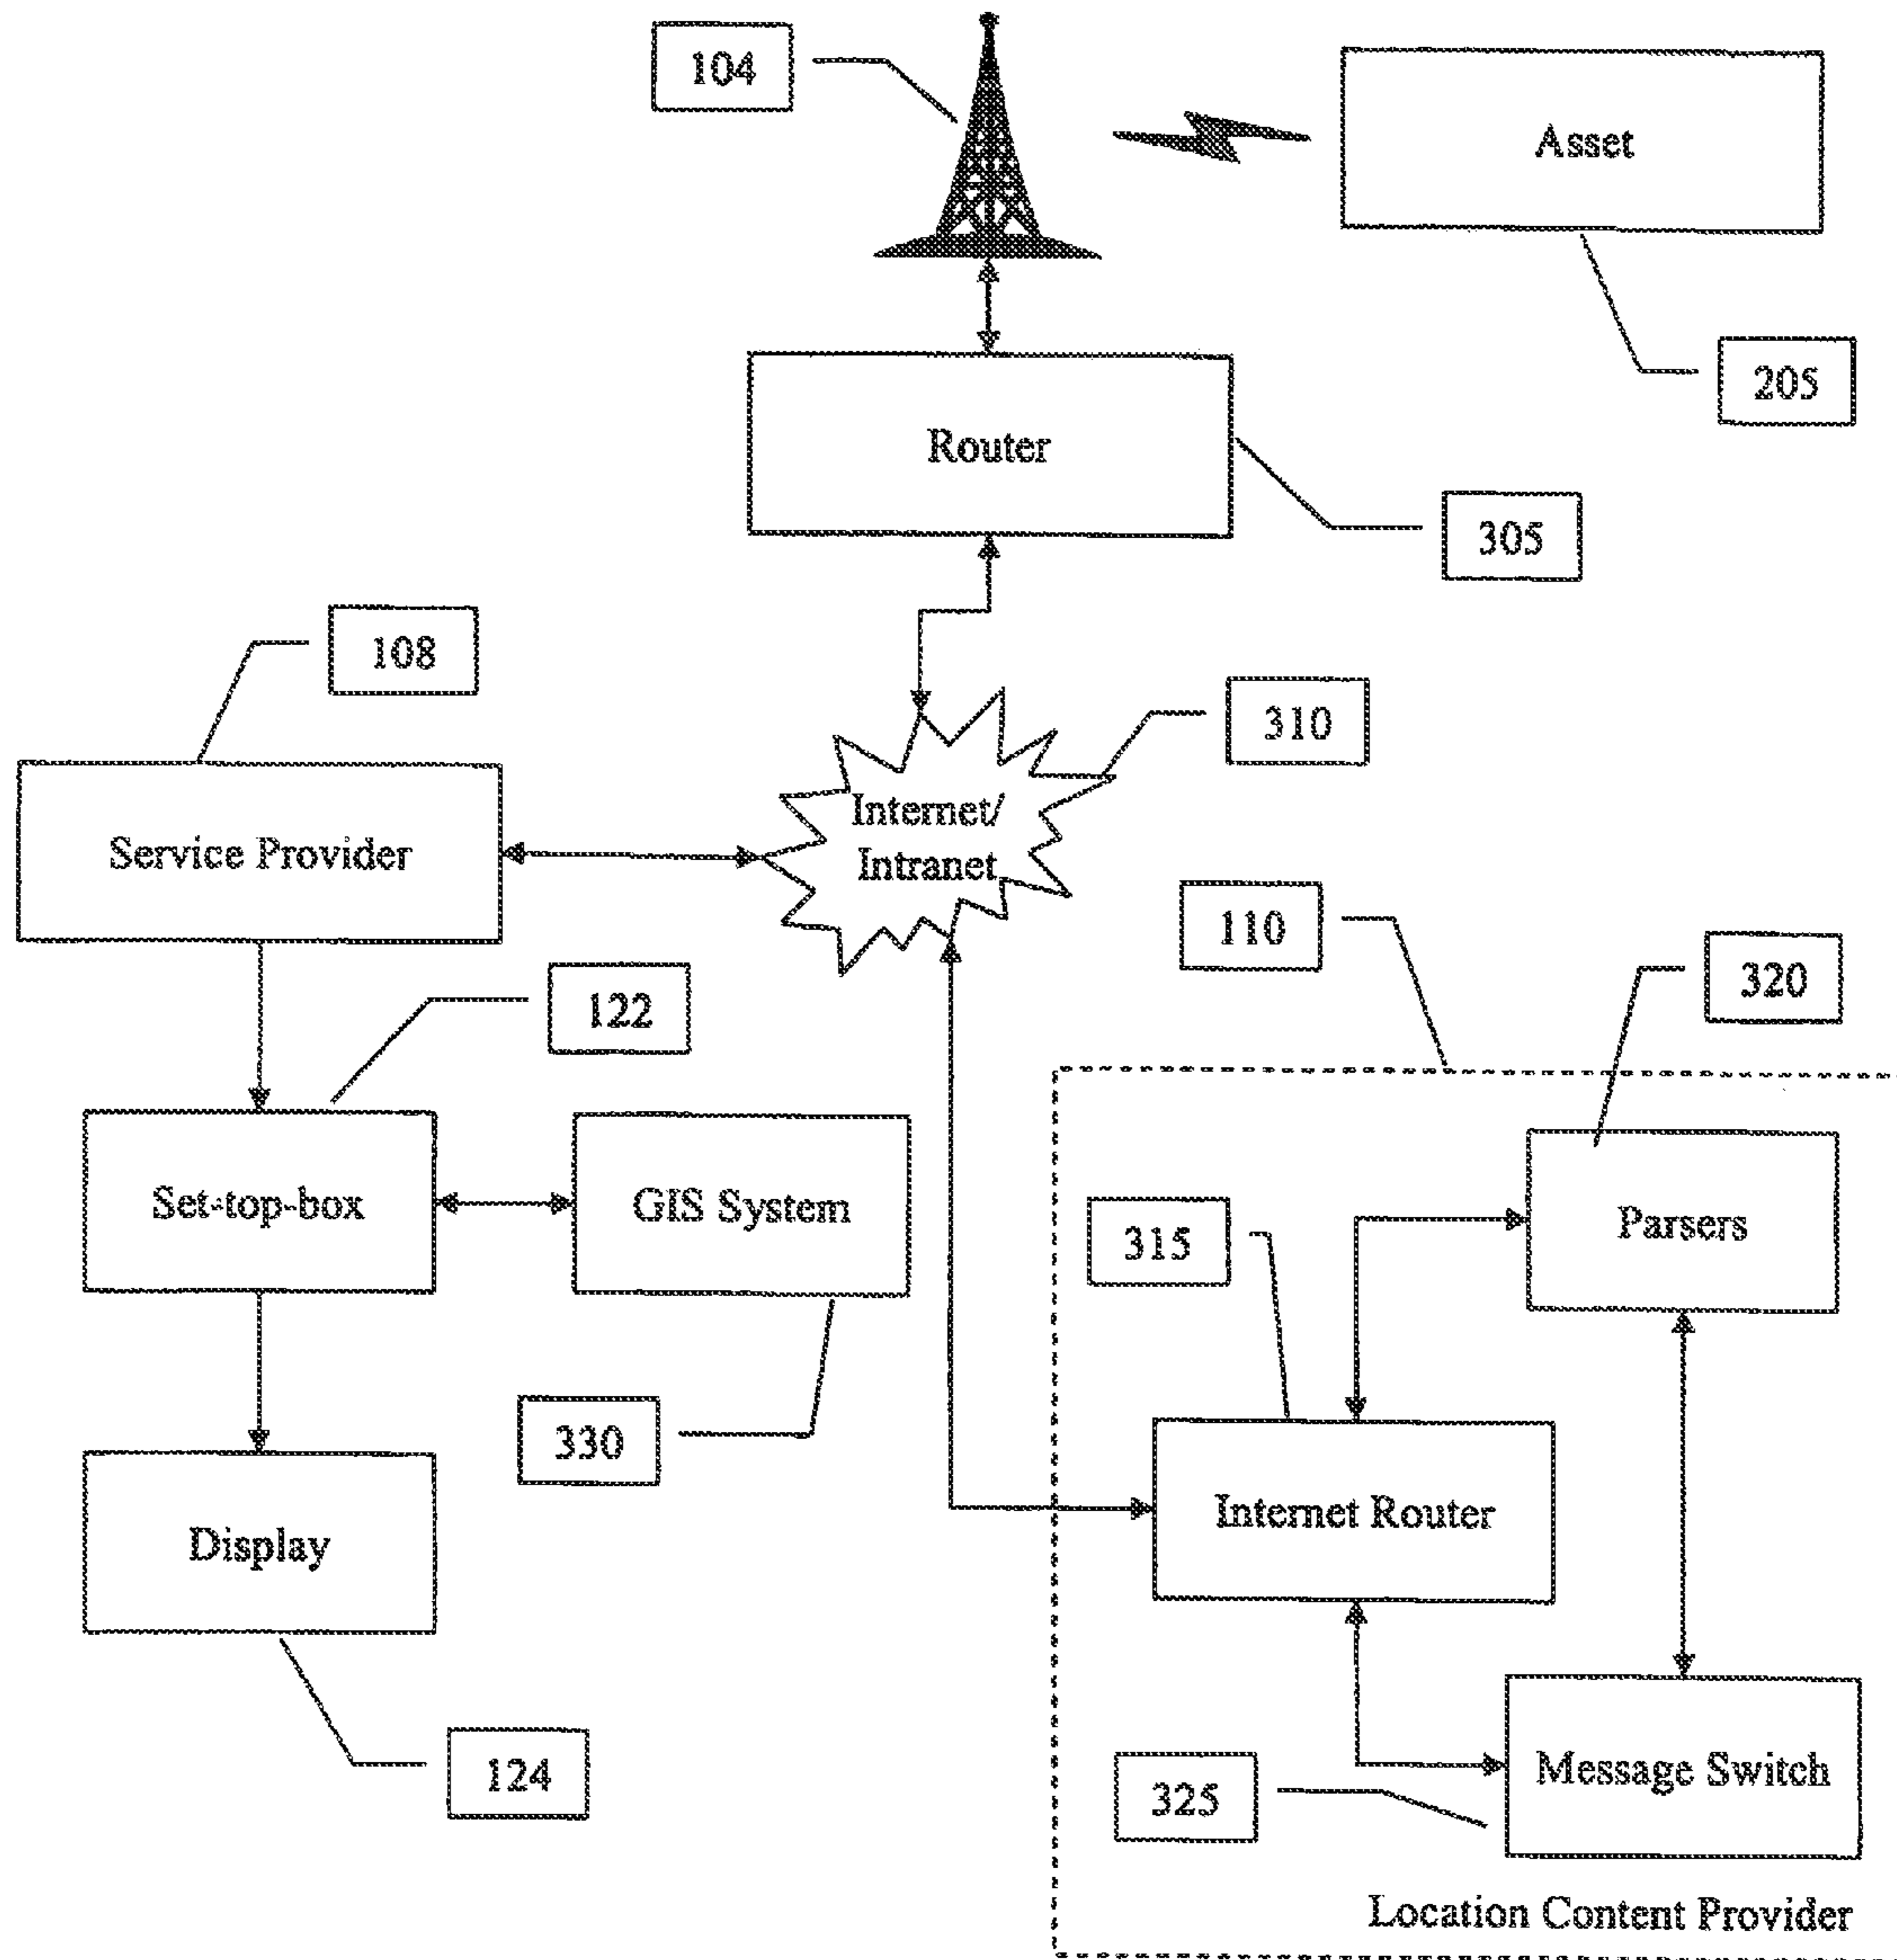 104
Asset
205
Router
305
108
310
Service Provider
Internet/
Intranet
110
320
122
Set-top-box
GIS System
315
Parsers
330
Internet Router
Display
124
325
Message Switch
Location Content Provider